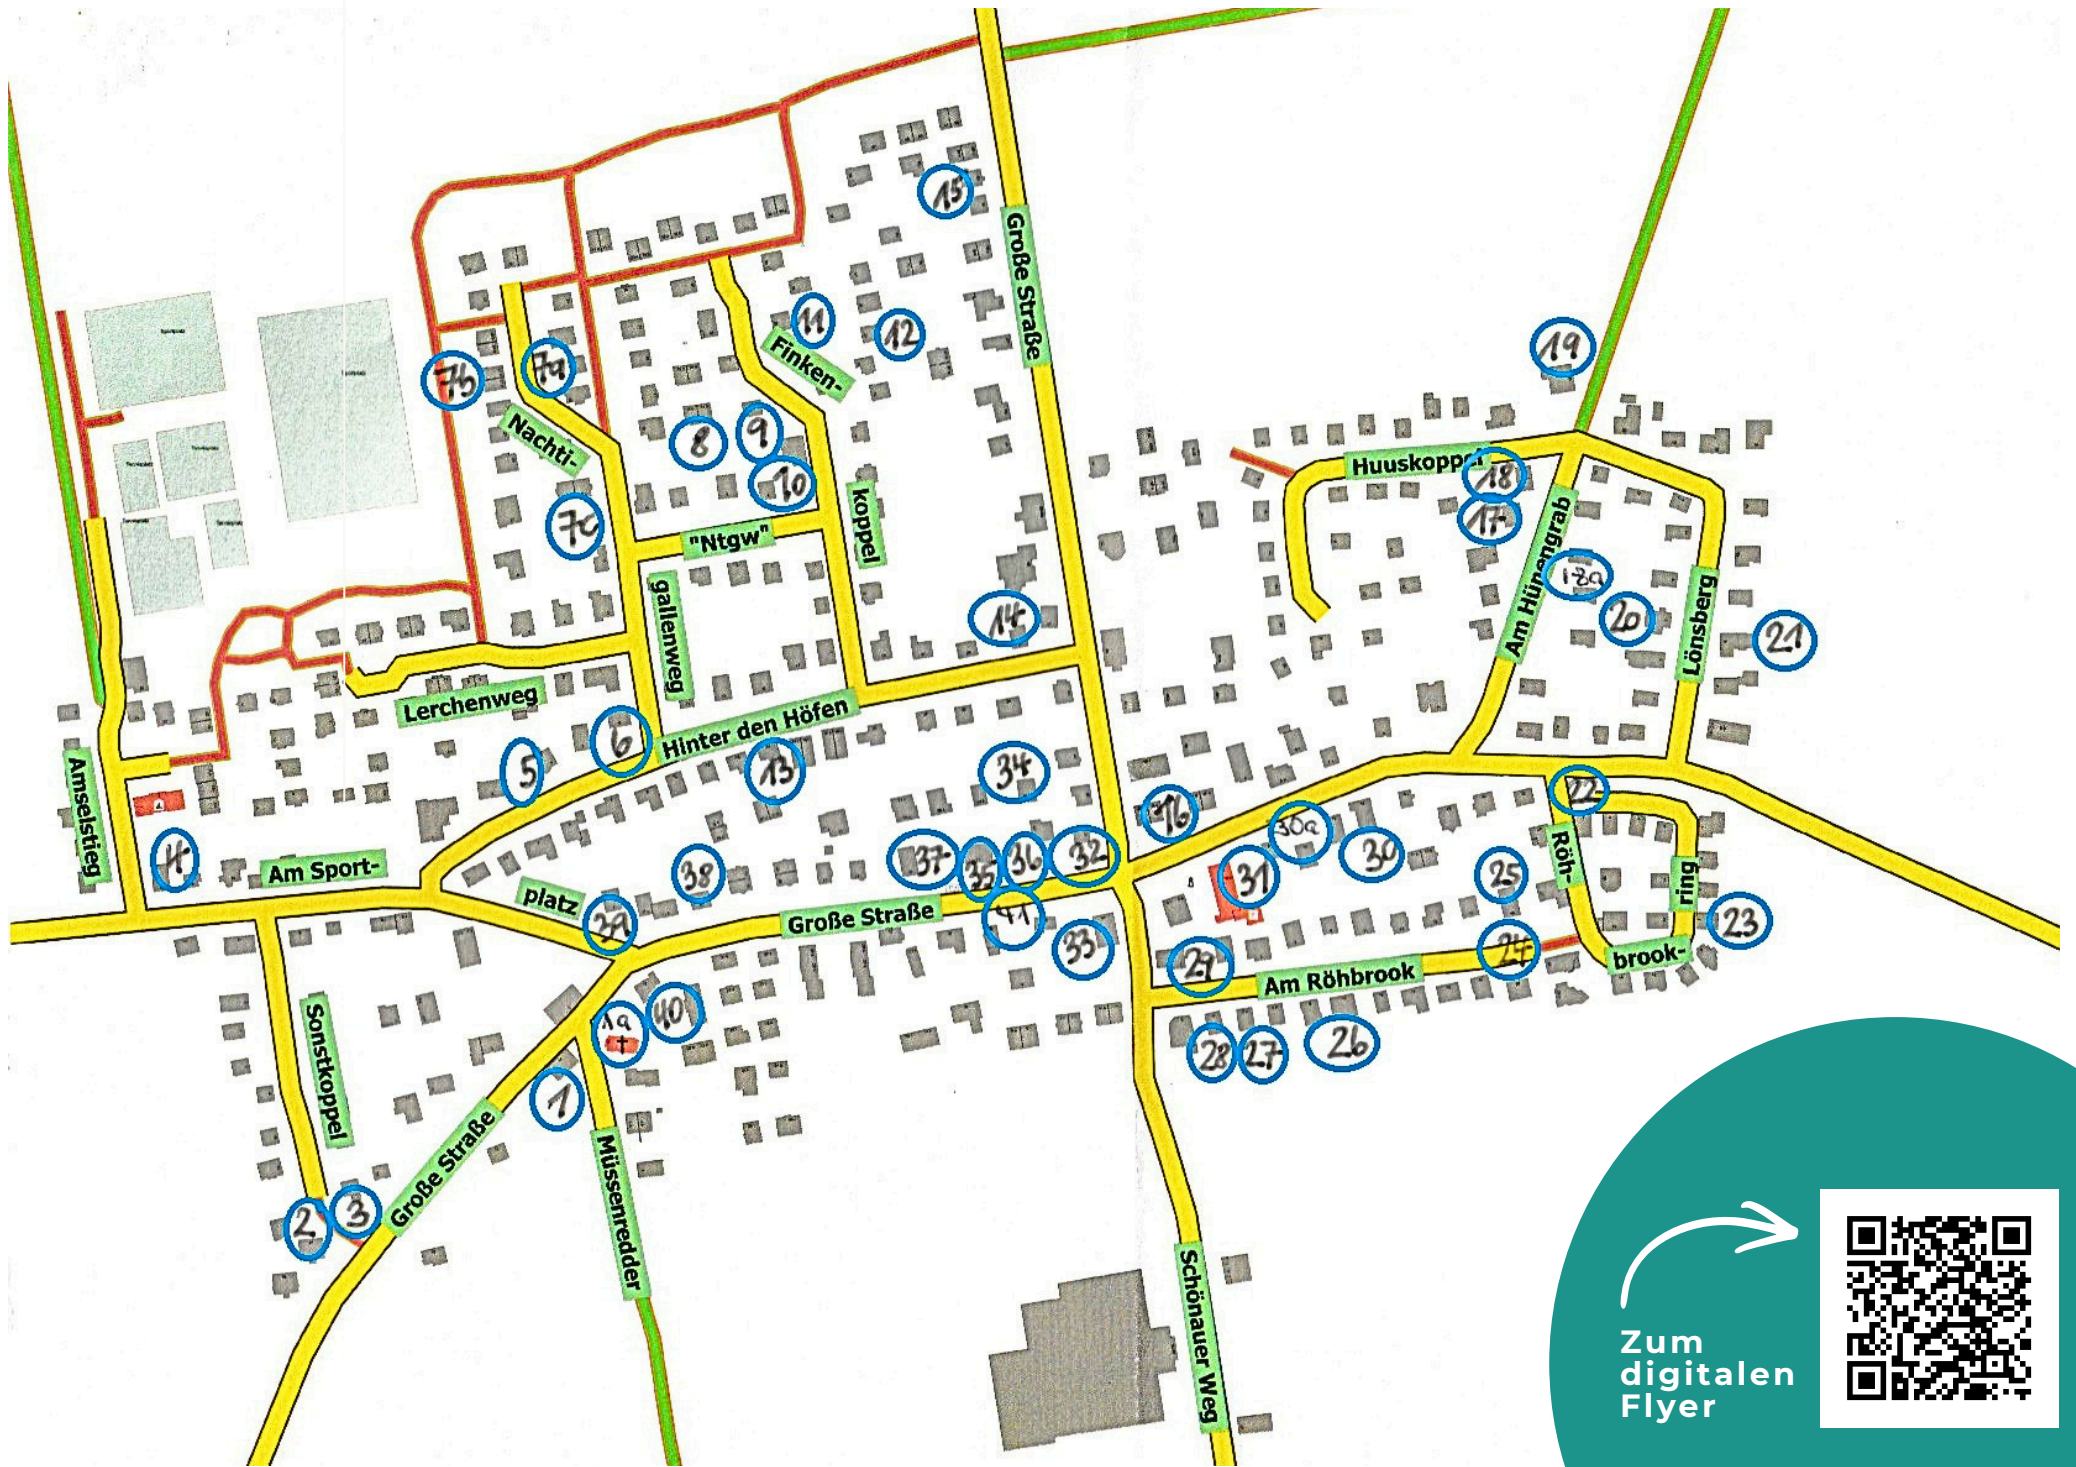 15
Große Straße
11
12
Finken-
19
7b
7a
Nachti-
8
9
10
7c
"Ntgw"
koppel
Huuskoppel
18
17
Am Hünengrab
18a
20
Lönsberg
21
gallenweg
14
Lerchenweg
Hinter den Höfen
6
5
13
34
16
22
Amselstieg
4
Am Sport-
platz
39
38
37
35
36
32
41
33
Große Straße
30a
30
31
25
Röh-
ring
23
24
brook-
29
Am Röhbrook
28
27
26
1a
40
1
Sonstkoppel
2
3
Große Straße
Müssenredder
Schönauer Weg
Zum
digitalen
Flyer